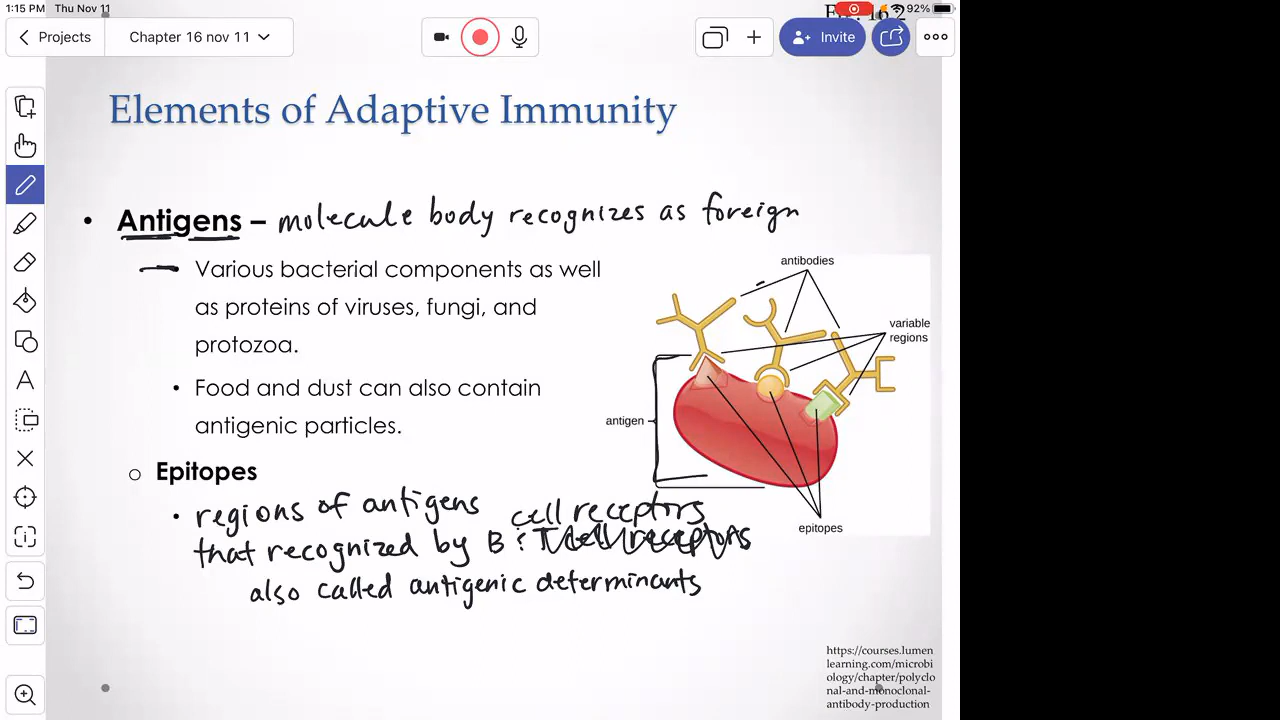 1:15 PM Thu Nov 11
92%
Projects
Chapter 16 nov 11
Invite
Elements of Adaptive Immunity
• Antigens – molecule body recognizes as foreign
Various bacterial components as well
as proteins of viruses, fungi, and
protozoa.
• Food and dust can also contain
antigenic particles.
o Epitopes
• regions of antigens cell receptors
that recognized by B & T cell receptors
also called antigenic determinants
antibodies
variable
regions
antigen
epitopes
https://courses.lumen
learning.com/microbi
ology/chapter/polyclo
nal-and-monoclonal-
antibody-production